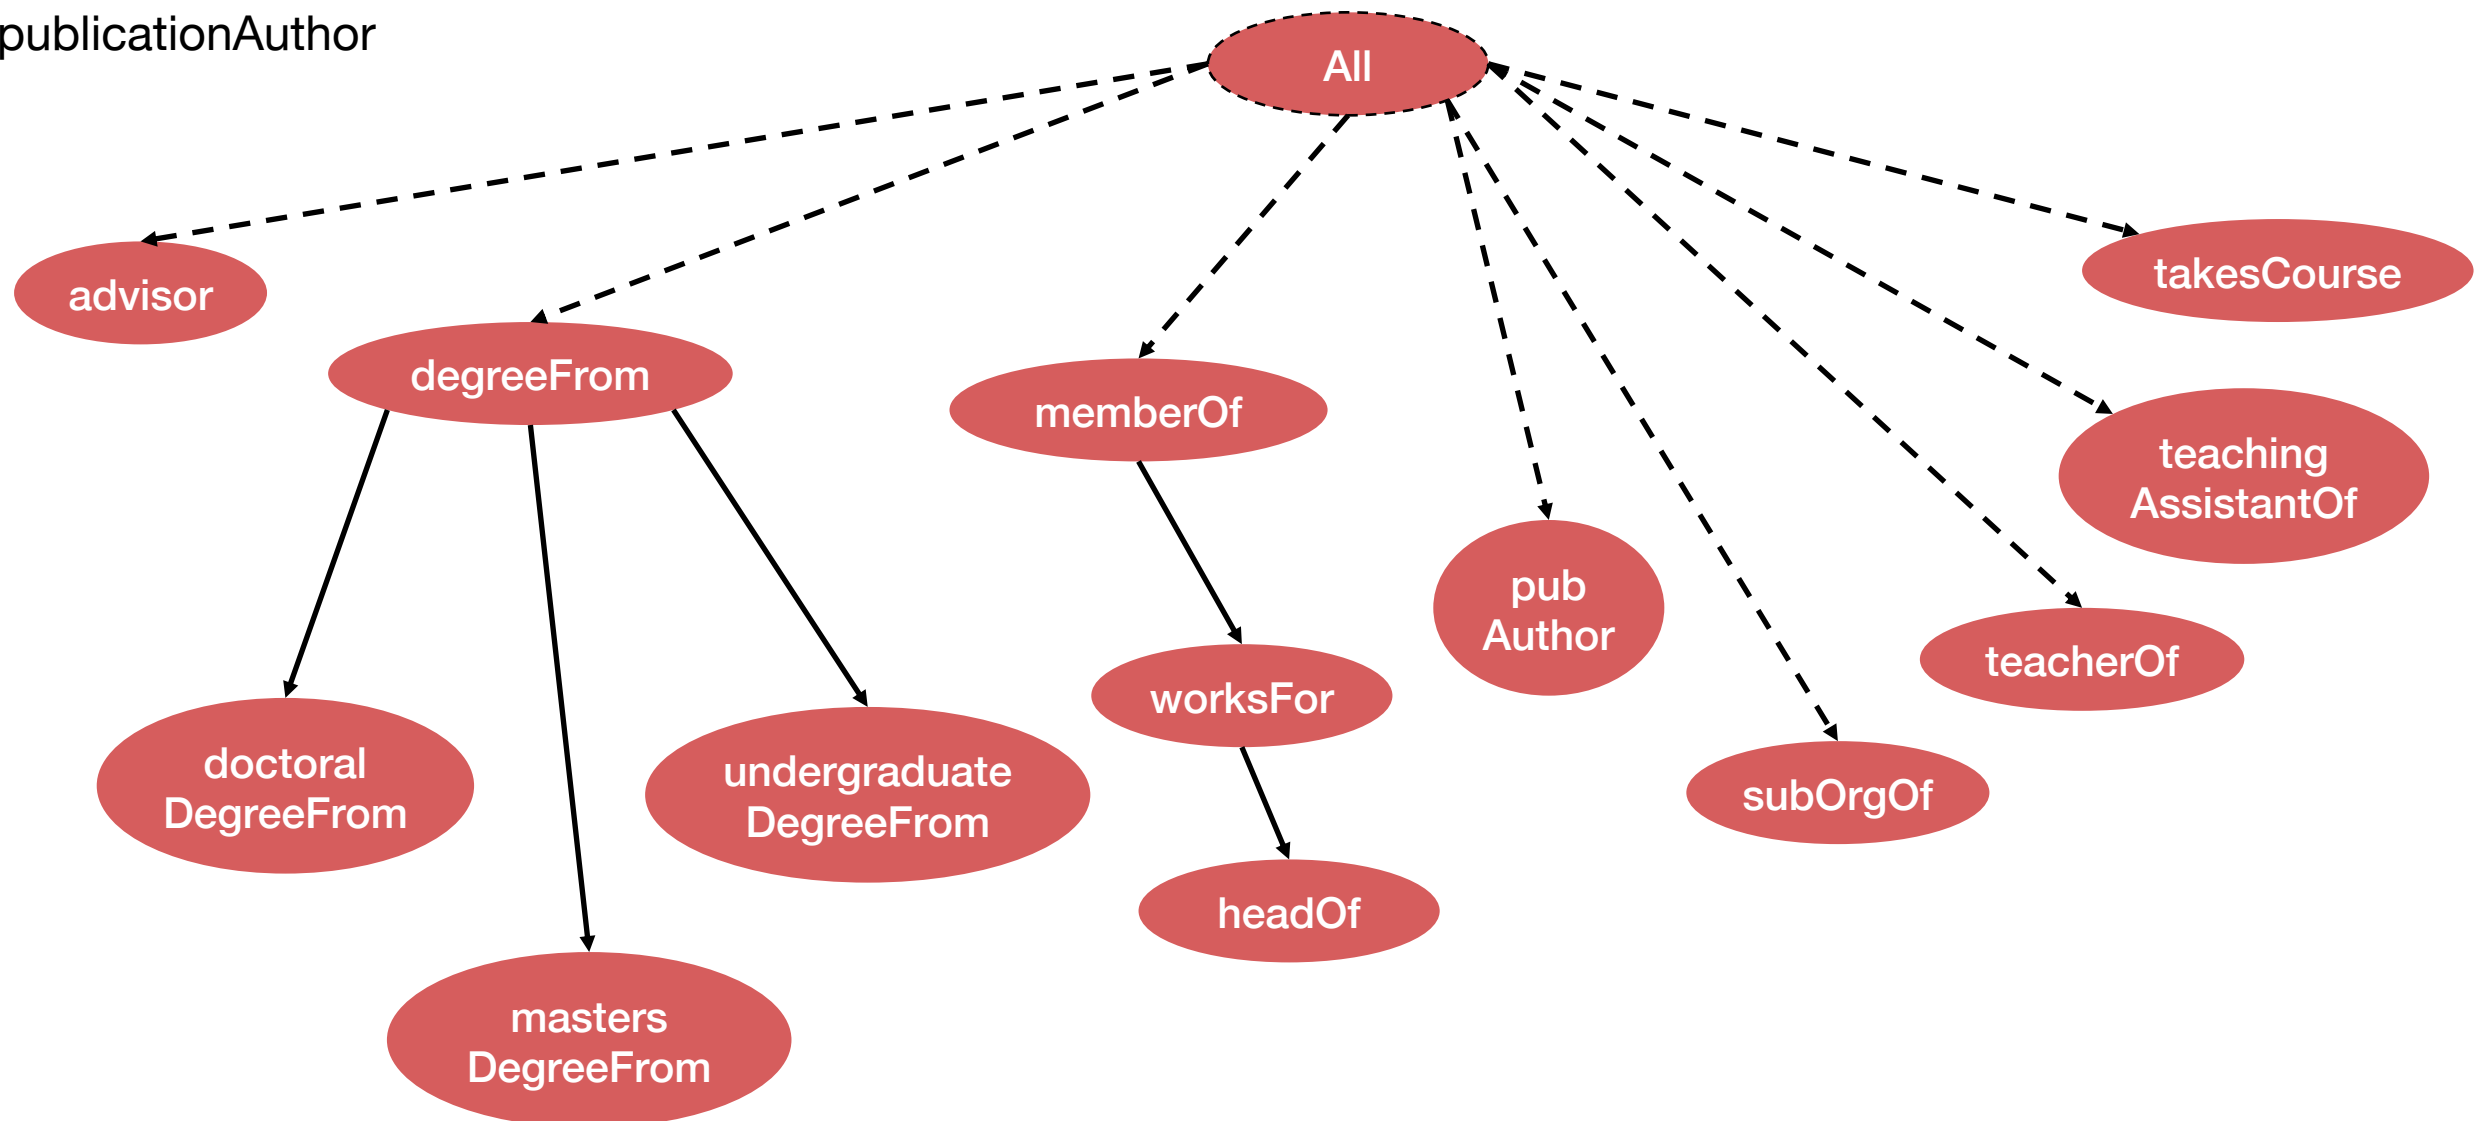 publicationAuthor
All
advisor
degreeFrom
memberOf
takesCourse
teaching
AssistantOf
pub
Author
teacherOf
worksFor
doctoral
DegreeFrom
undergraduate
DegreeFrom
subOrgOf
headOf
masters
DegreeFrom